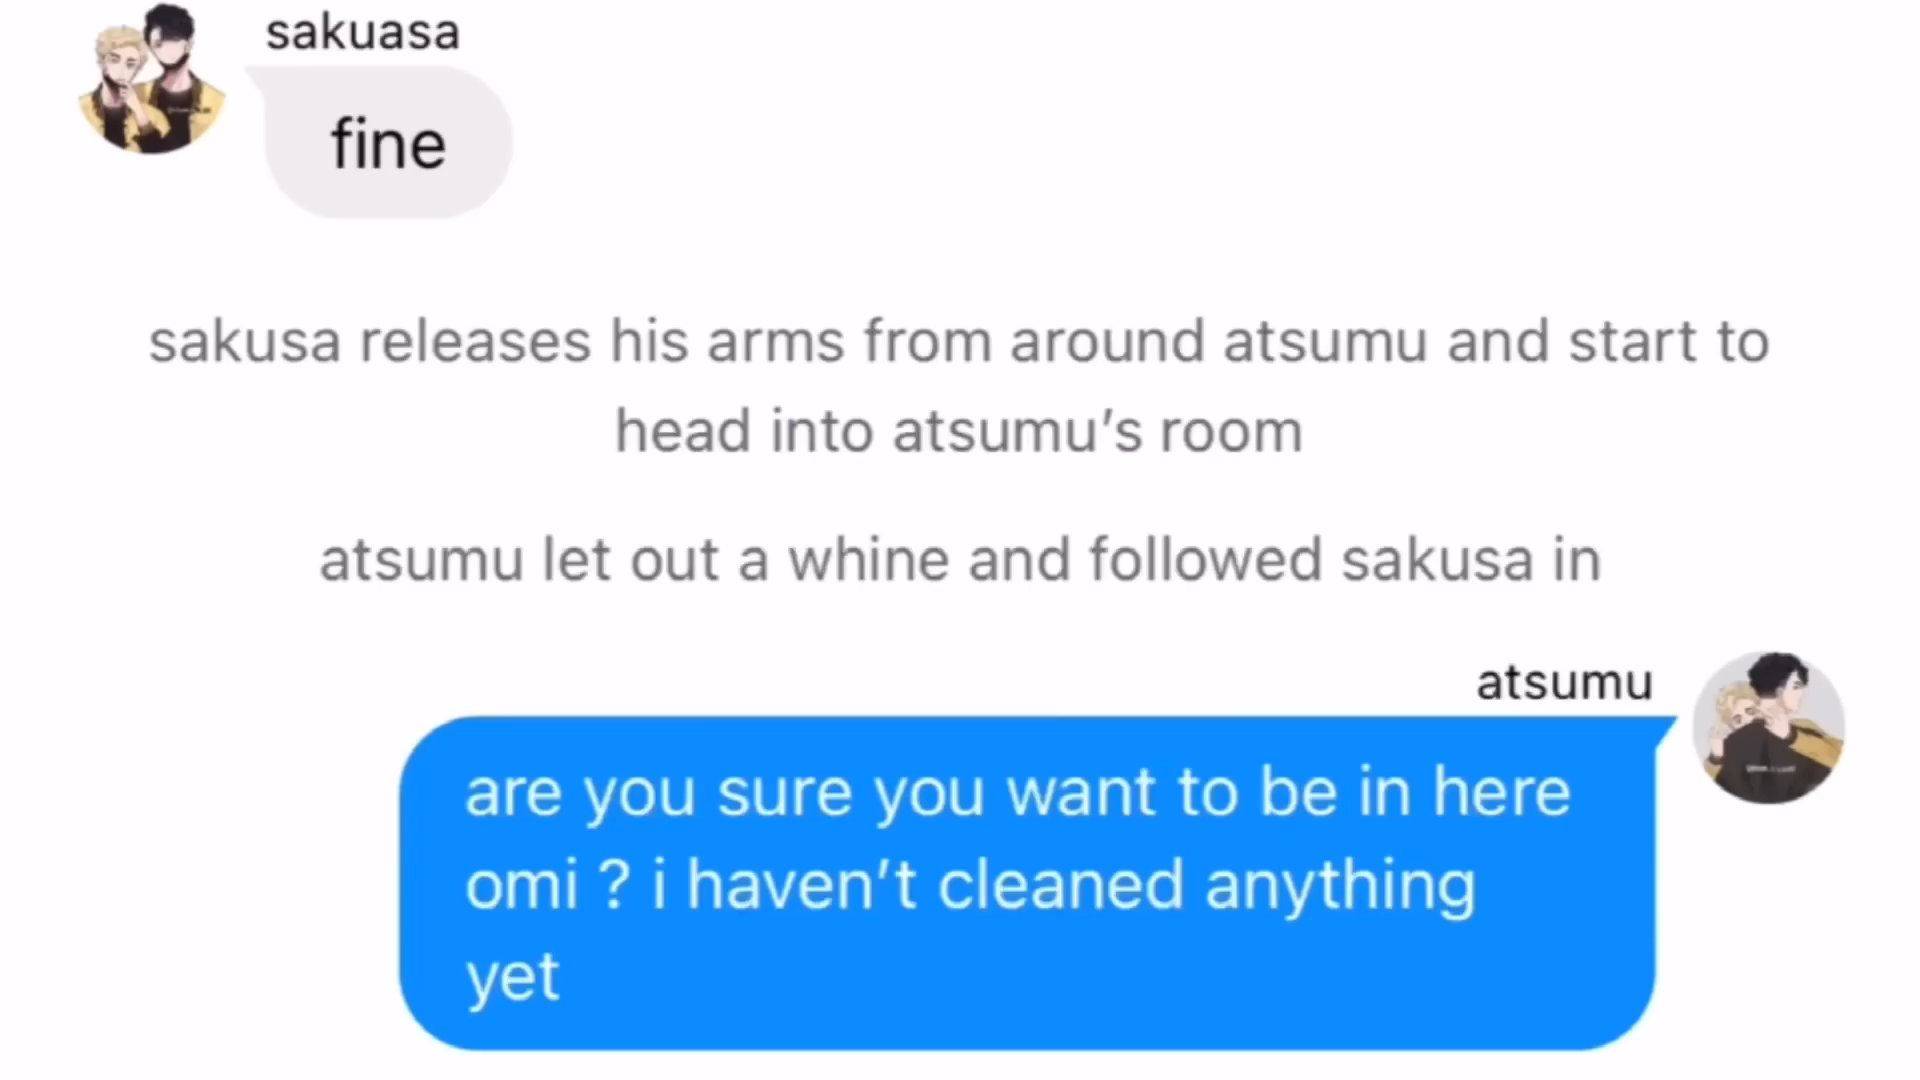 sakuasa
fine
sakusa releases his arms from around atsumu and start to
head into atsumu’s room
atsumu let out a whine and followed sakusa in
atsumu
are you sure you want to be in here
omi ? i haven’t cleaned anything
yet